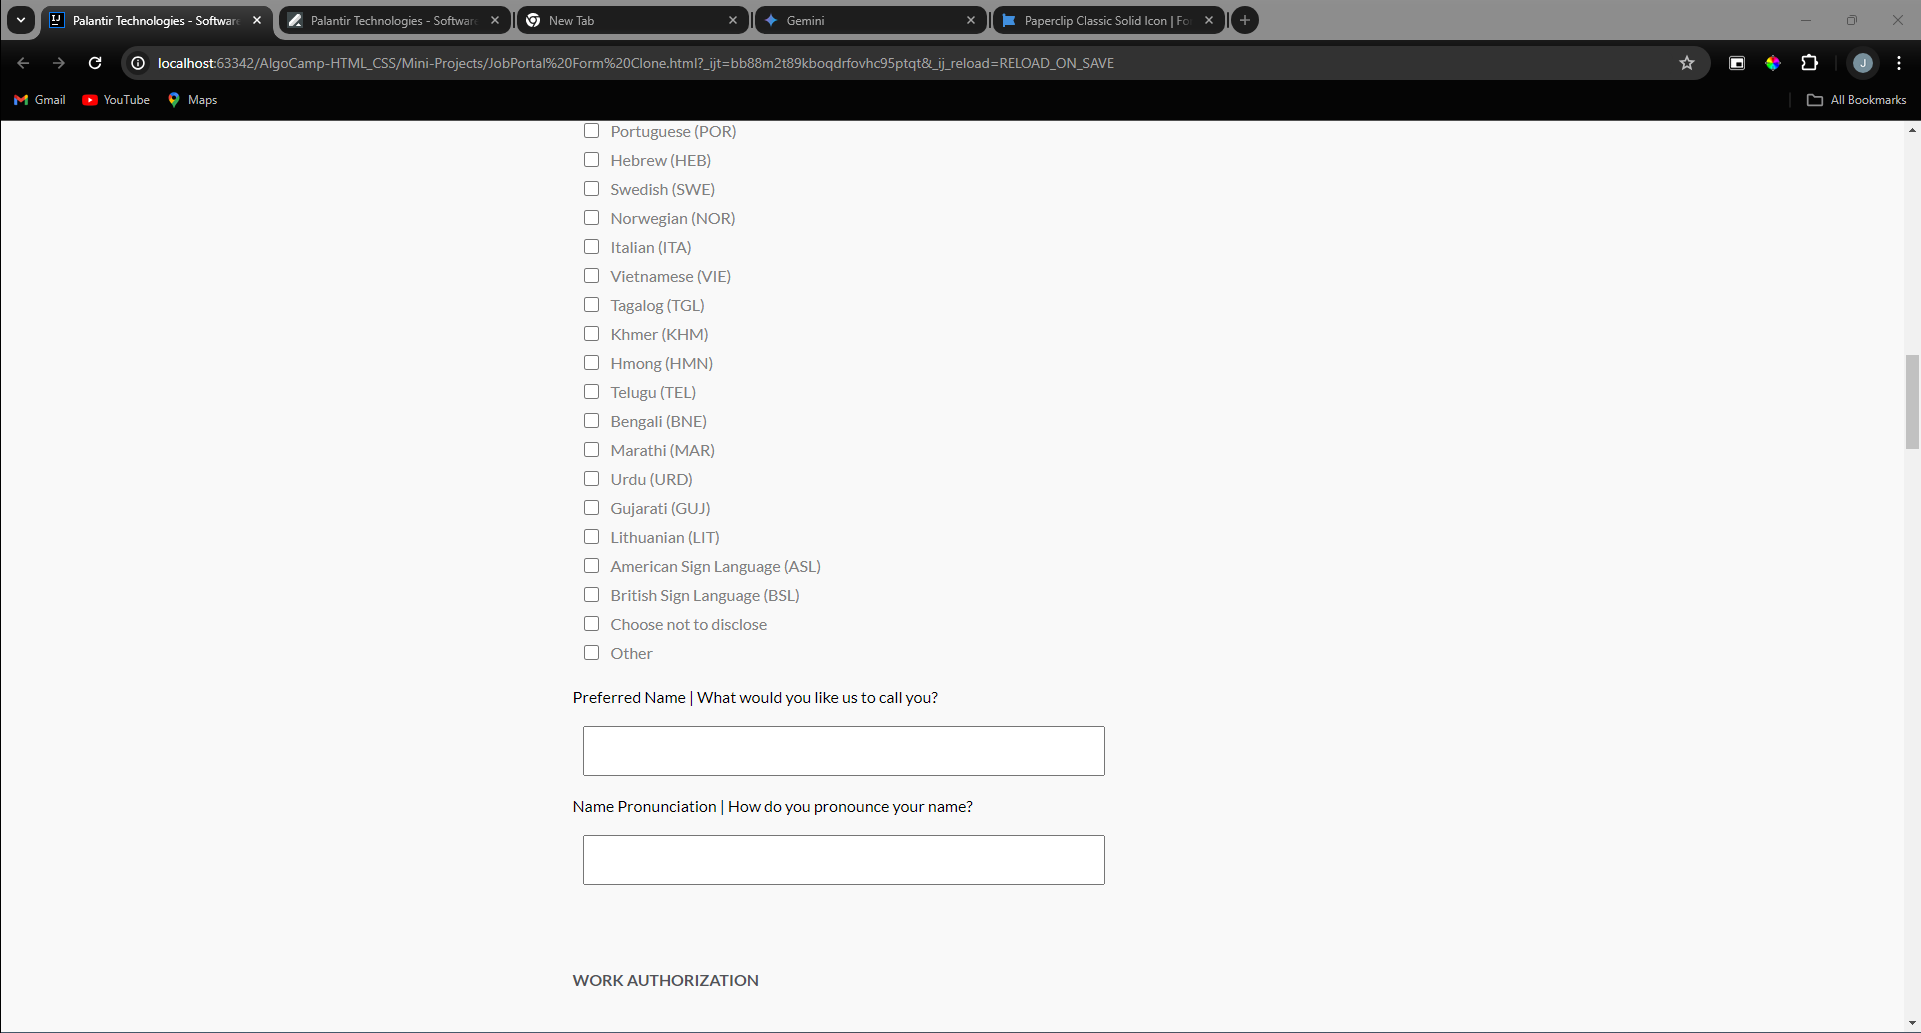 Palantir Technologies - Software
Palantir Technologies - Software
New Tab
Gemini
Paperclip Classic Solid Icon | Fo
localhost:63342/AlgoCamp-HTML_CSS/Mini-Projects/JobPortal%20Form%20Clone.html?_ijt=bb88m2t89kboqdrfovhc95ptqt&_ij_reload=RELOAD_ON_SAVE
J
Gmail
YouTube
Maps
All Bookmarks
Portuguese (POR)
Hebrew (HEB)
Swedish (SWE)
Norwegian (NOR)
Italian (ITA)
Vietnamese (VIE)
Tagalog (TGL)
Khmer (KHM)
Hmong (HMN)
Telugu (TEL)
Bengali (BNE)
Marathi (MAR)
Urdu (URD)
Gujarati (GUJ)
Lithuanian (LIT)
American Sign Language (ASL)
British Sign Language (BSL)
Choose not to disclose
Other
Preferred Name | What would you like us to call you?
Name Pronunciation | How do you pronounce your name?
WORK AUTHORIZATION